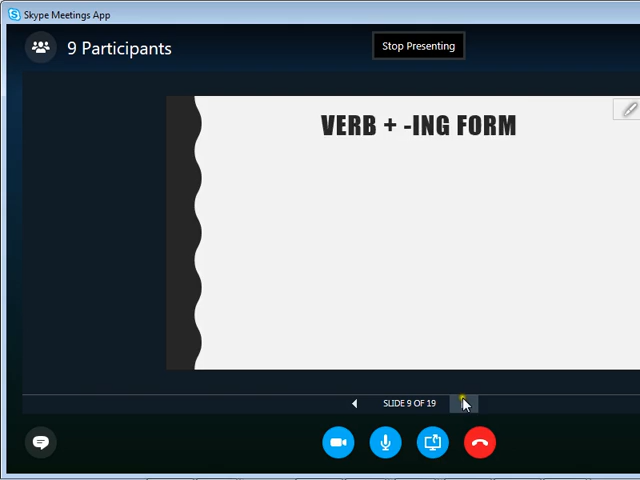 Skype Meetings App
9 Participants
Stop Presenting
VERB + -ING FORM
SLIDE 9 OF 19